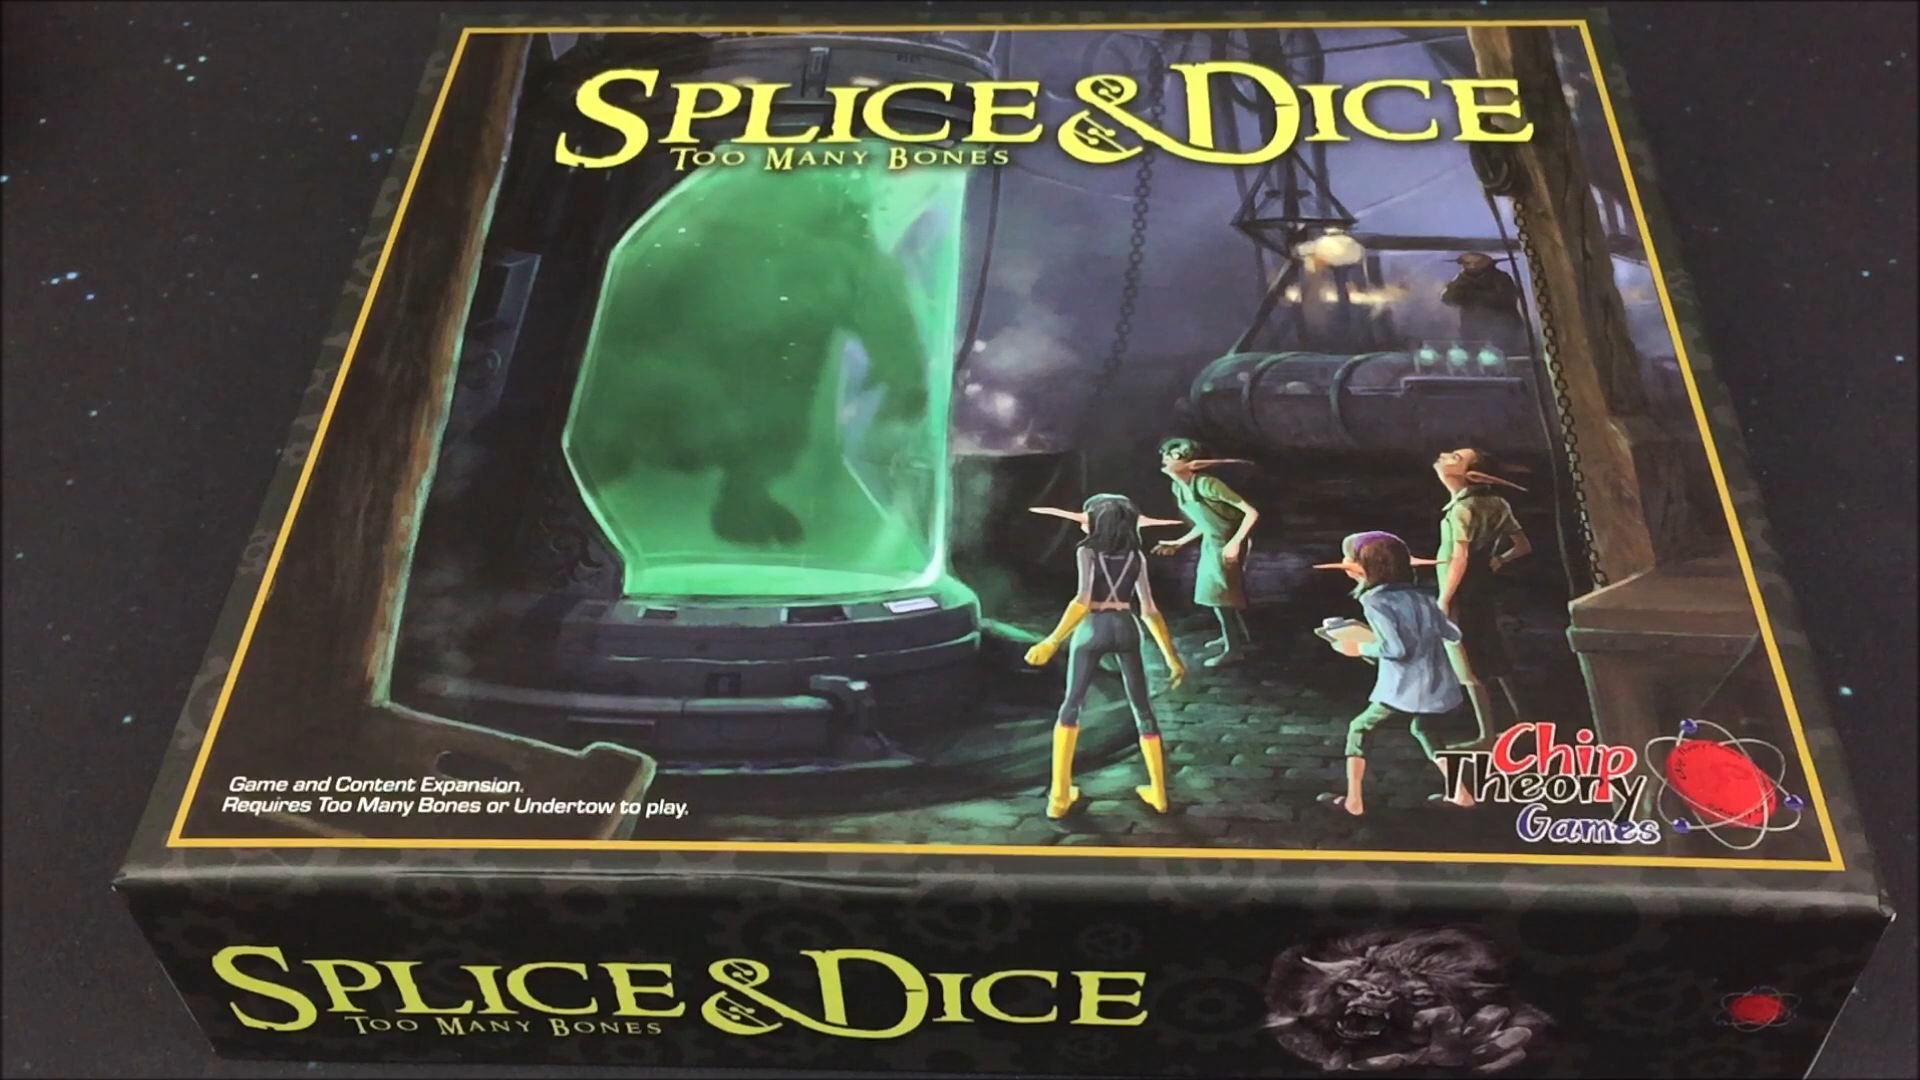 SPLICE & DICE
TOO MANY BONES
Game and Content Expansion.
Requires Too Many Bones or Undertow to play.
Chip
Theory
Games
SPLICE & DICE
TOO MANY BONES